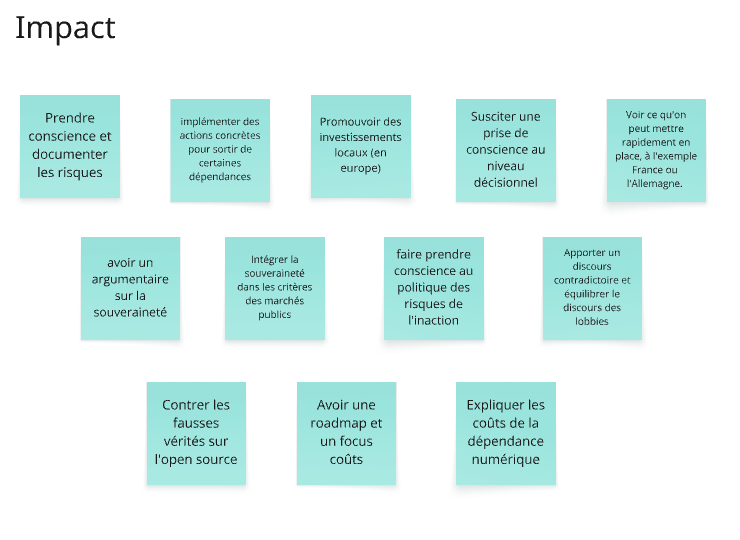 Impact
Prendre
conscience et
documenter
les risques
implémenter des
actions concrètes
pour sortir de
certaines
dépendances
Promouvoir des
investissements
locaux (en
europe)
Susciter une
prise de
conscience au
niveau
décisionnel
Voir ce qu'on
peut mettre
rapidement en
place, à l'exemple
France ou
l'Allemagne.
avoir un
argumentaire
sur la
souveraineté
Intégrer la
souveraineté
dans les critères
des marchés
publics
faire prendre
conscience au
politique des
risques de
l'inaction
Apporter un
discours
contradictoire et
équilibrer le
discours des
lobbies
Contrer les
fausses
vérités sur
l'open source
Avoir une
roadmap et
un focus
coûts
Expliquer les
coûts de la
dépendance
numérique